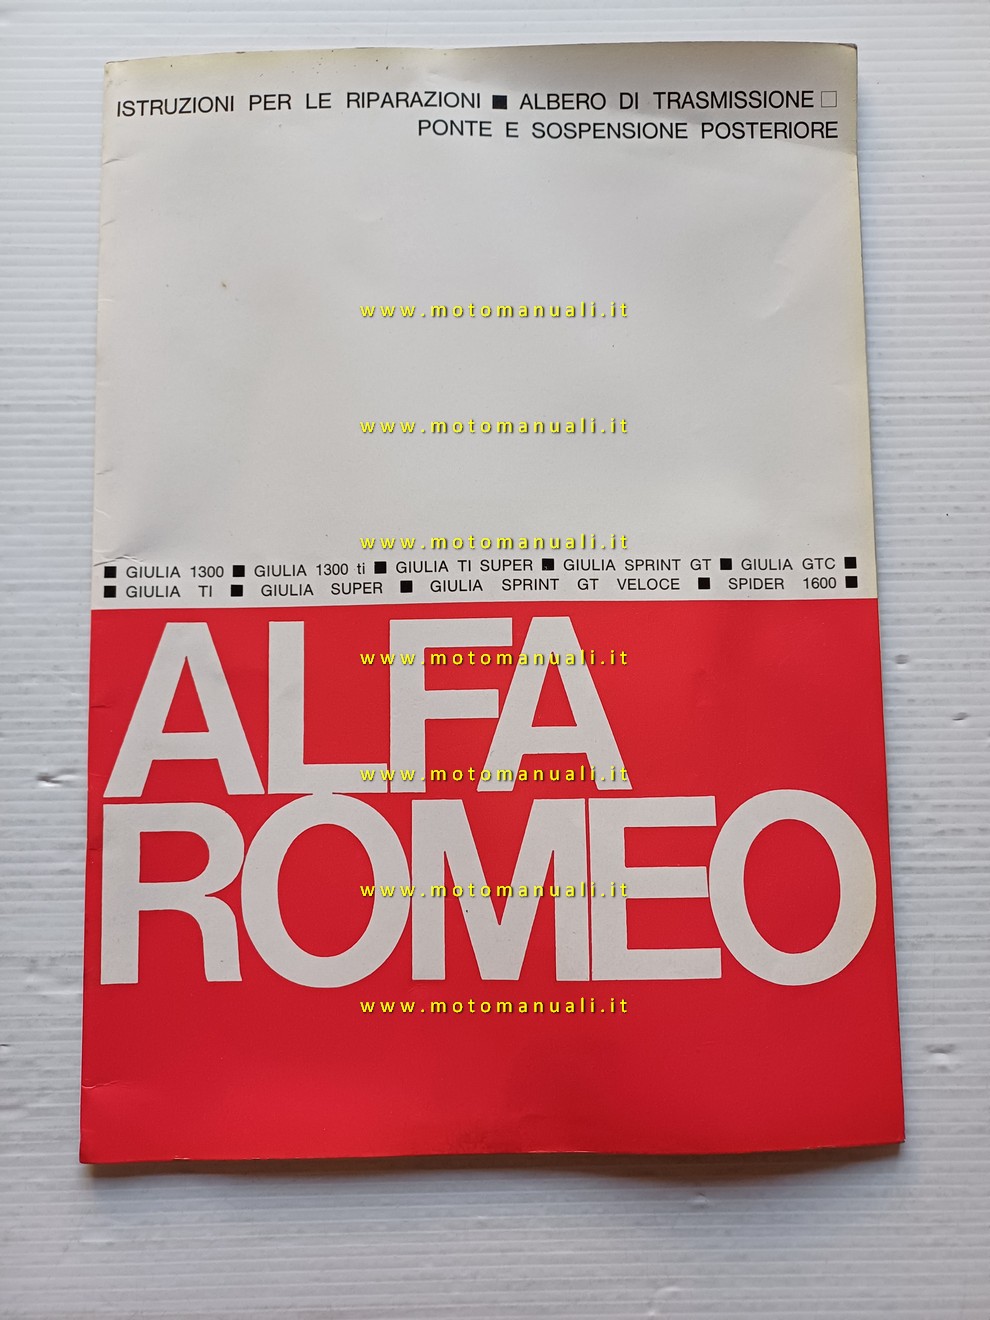 ISTRUZIONI PER LE RIPARAZIONI ■ ALBERO DI TRASMISSIONE □
PONTE E SOSPENSIONE POSTERIORE
www.motomanuali.it
www.motomanuali.it
www.motomanuali.it
■ GIULIA 1300 ■ GIULIA 1300 ti ■ GIULIA TI SUPER ■ GIULIA SPRINT GT ■ GIULIA GTC ■
■ GIULIA TI ■ GIULIA SUPER ■ GIULIA SPRINT GT VELOCE ■ SPIDER 1600 ■
ALFA
www.motomanuali.it
www.motomanuali.it
ROMEO
www.motomanuali.it
www.motomanuali.it